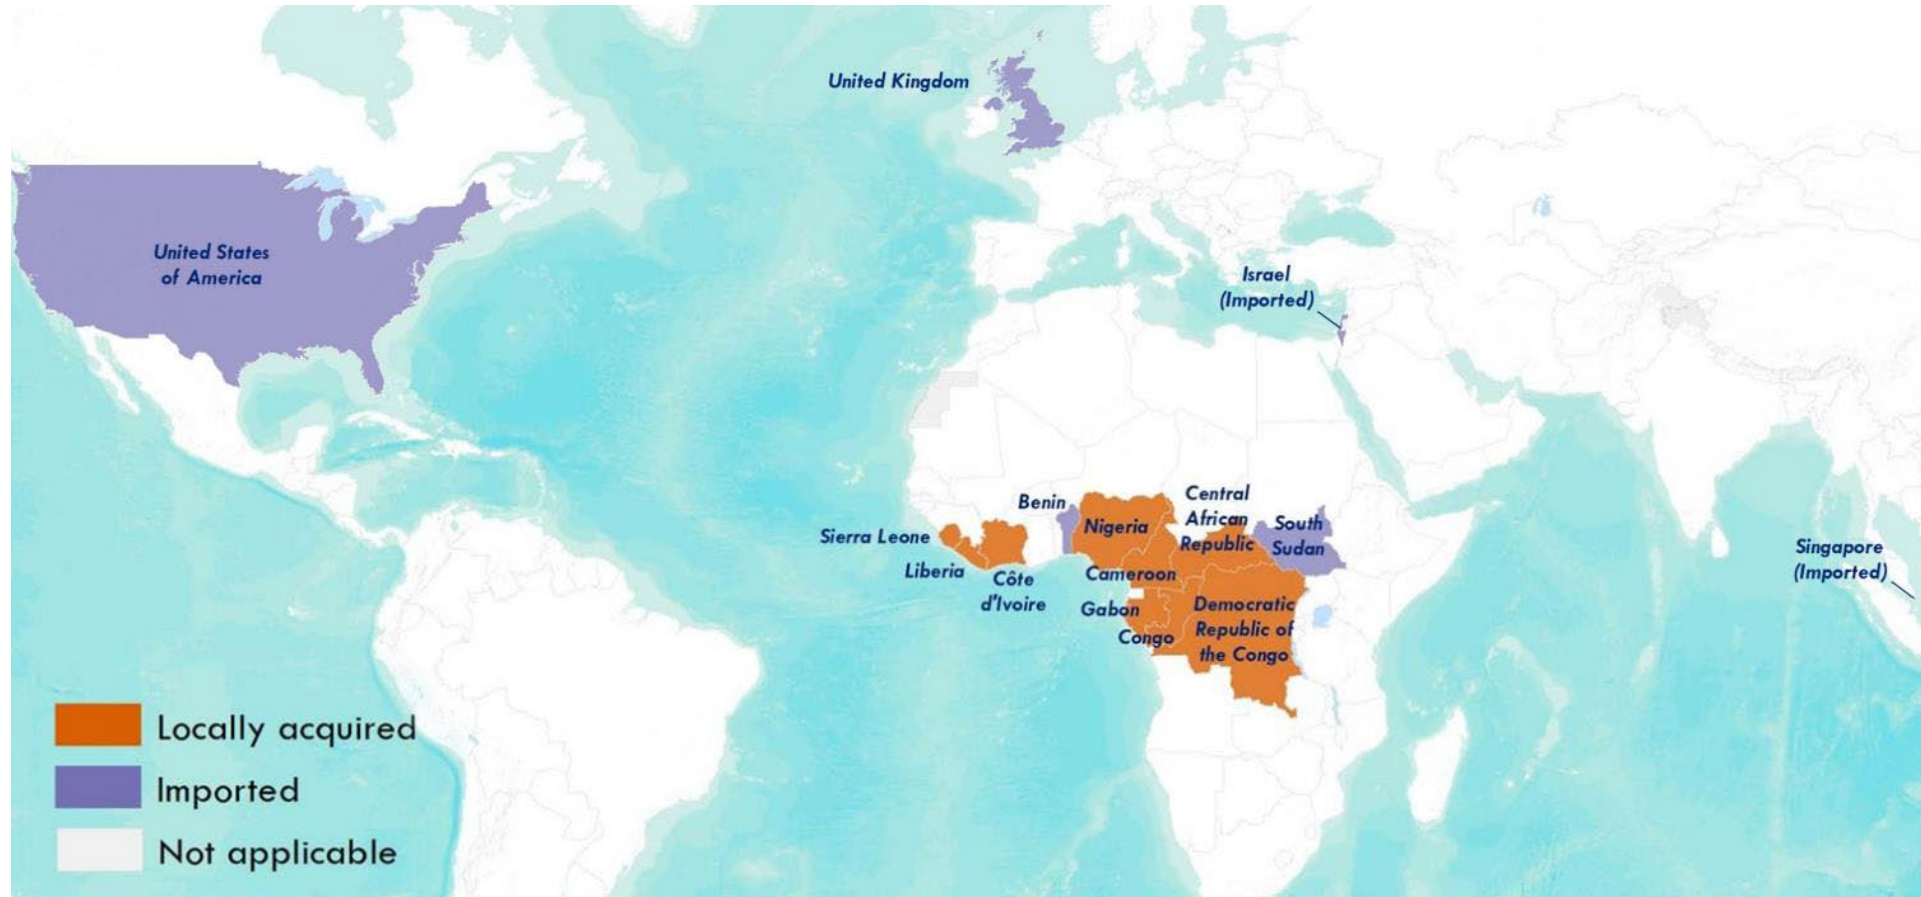 United Kingdom
United States
of America
Israel
(Imported)
Benin
Nigeria
Central
African
Republic
South
Sudan
Sierra Leone
Liberia
Côte
d'Ivoire
Cameroon
Gabon
Congo
Democratic
Republic of
the Congo
Singapore
(Imported)
Locally acquired
Imported
Not applicable